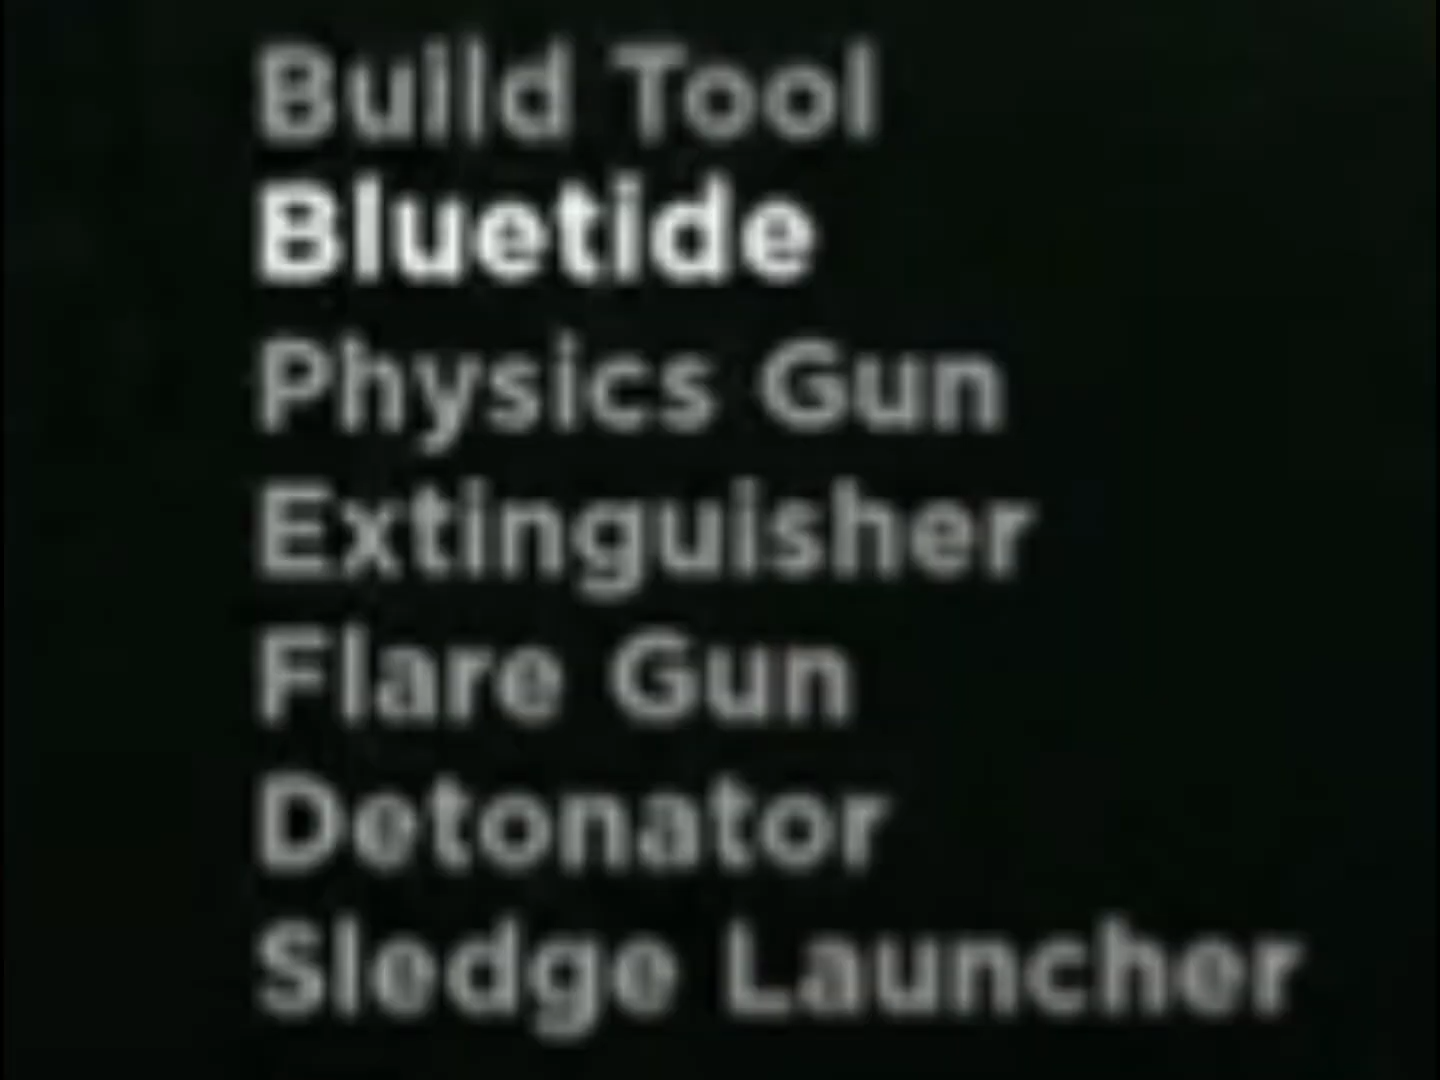 Build Tool
Bluetide
Physics Gun
Extinguisher
Flare Gun
Detonator
Sledge Launcher